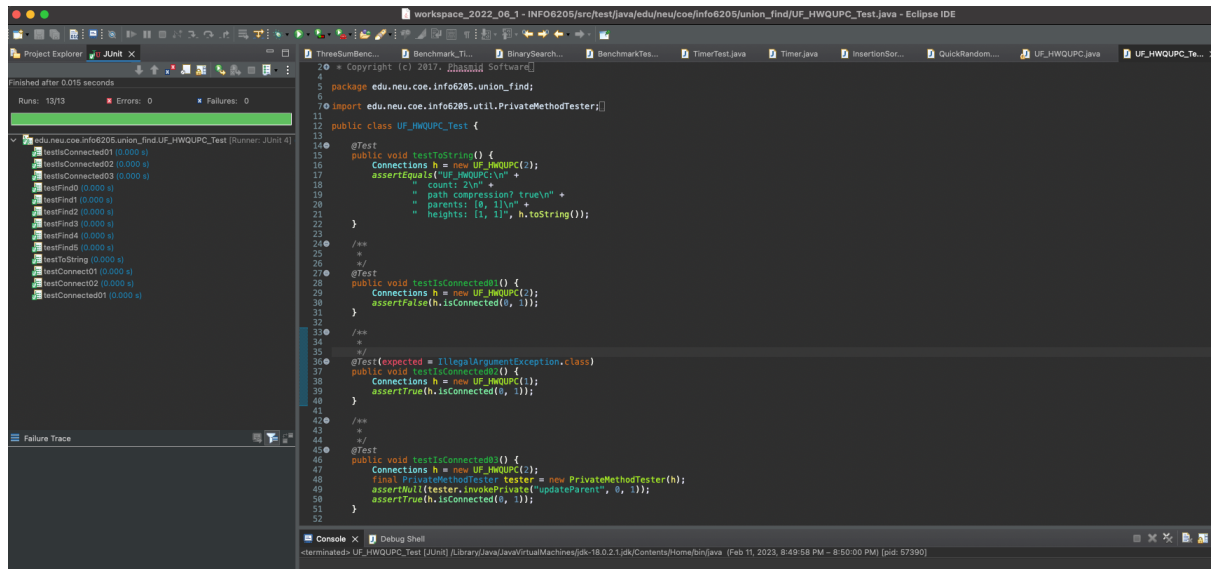 workspace_2022_06_1 - INFO6205/src/test/java/edu/neu/coe/info6205/union_find/UF_HWQUPC_Test.java - Eclipse IDE
Project Explorer JUnit
ThreeSumBenc... Benchmark_Ti... BinarySearch... BenchmarkTes... TimerTest.java Timer.java InsertionSor... QuickRandom.... UF_HWQUPC.java UF_HWQUPC_Te...
Finished after 0.015 seconds
Runs: 13/13 Errors: 0 Failures: 0
edu.neu.coe.info6205.union_find.UF_HWQUPC_Test [Runner: JUnit 4]
testIsConnected01 (0.000 s)
testIsConnected02 (0.000 s)
testIsConnected03 (0.000 s)
testFind0 (0.000 s)
testFind1 (0.000 s)
testFind2 (0.000 s)
testFind3 (0.000 s)
testFind4 (0.000 s)
testFind5 (0.000 s)
testToString (0.000 s)
testConnect01 (0.000 s)
testConnect02 (0.000 s)
testConnected01 (0.000 s)
Failure Trace
2 * Copyright (c) 2017. Phasmid Software
4
5 package edu.neu.coe.info6205.union_find;
6
7 import edu.neu.coe.info6205.util.PrivateMethodTester;
11
12 public class UF_HWQUPC_Test {
13
14 @Test
15 public void testToString() {
16 Connections h = new UF_HWQUPC(2);
17 assertEquals("UF_HWQUPC:\n" +
18 " count: 2\n" +
19 " path compression? true\n" +
20 " parents: [0, 1]\n" +
21 " heights: [1, 1]", h.toString());
22 }
23
24 /**
25 *
26 */
27 @Test
28 public void testIsConnected01() {
29 Connections h = new UF_HWQUPC(2);
30 assertFalse(h.isConnected(0, 1));
31 }
32
33 /**
34 *
35 */
36 @Test(expected = IllegalArgumentException.class)
37 public void testIsConnected02() {
38 Connections h = new UF_HWQUPC(1);
39 assertTrue(h.isConnected(0, 1));
40 }
41
42 /**
43 *
44 */
45 @Test
46 public void testIsConnected03() {
47 Connections h = new UF_HWQUPC(2);
48 final PrivateMethodTester tester = new PrivateMethodTester(h);
49 assertNull(tester.invokePrivate("updateParent", 0, 1));
50 assertTrue(h.isConnected(0, 1));
51 }
52
Console Debug Shell
<terminated> UF_HWQUPC_Test [JUnit] /Library/Java/JavaVirtualMachines/jdk-18.0.2.1.jdk/Contents/Home/bin/java (Feb 11, 2023, 8:49:58 PM – 8:50:00 PM) [pid: 57390]